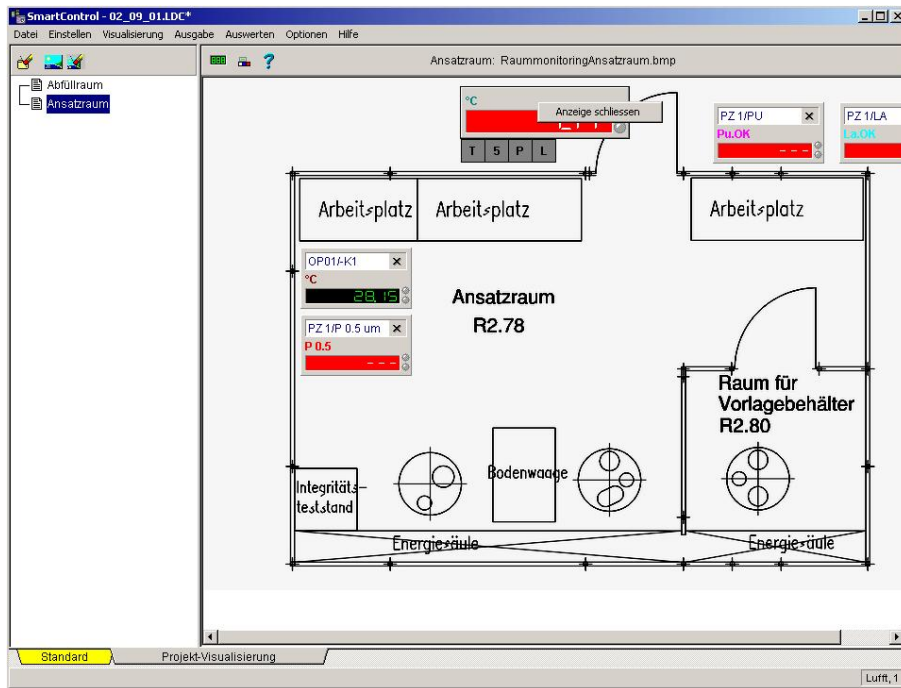 SmartControl - 02_09_01.LDC*
Datei Einstellen Visualisierung Ausgabe Auswerten Optionen Hilfe
Ansatzraum: RaummonitoringAnsatzraum.bmp
Abfüllraum
Ansatzraum
°C
Anzeige schliessen
T 5 P L
PZ 1/PU
Pu.OK
---
PZ 1/LA
La.OK
Arbeitsplatz
Arbeitsplatz
Arbeitsplatz
OP01/-K1
°C
28,15
PZ 1/P 0.5 um
P 0.5
---
Ansatzraum
R2.78
Raum für
Vorlagebehälter
R2.80
Integritäts-
teststand
Bodenwaage
Energiesäule
Energiesäule
Standard
Projekt-Visualisierung
Lufft, 1